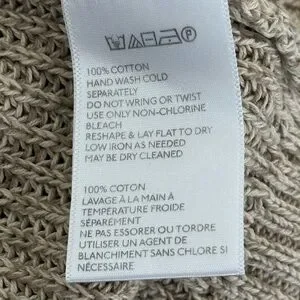 P
100% COTTON
HAND WASH COLD
SEPARATELY
DO NOT WRING OR TWIST
USE ONLY NON-CHLORINE
BLEACH
RESHAPE & LAY FLAT TO DRY
LOW IRON AS NEEDED
MAY BE DRY CLEANED
100% COTON
LAVAGE À LA MAIN À
TEMPÉRATURE FROIDE
SÉPARÉMENT
NE PAS ESSORER OU TORDRE
UTILISER UN AGENT DE
BLANCHIMENT SANS CHLORE SI
NÉCESSAIRE